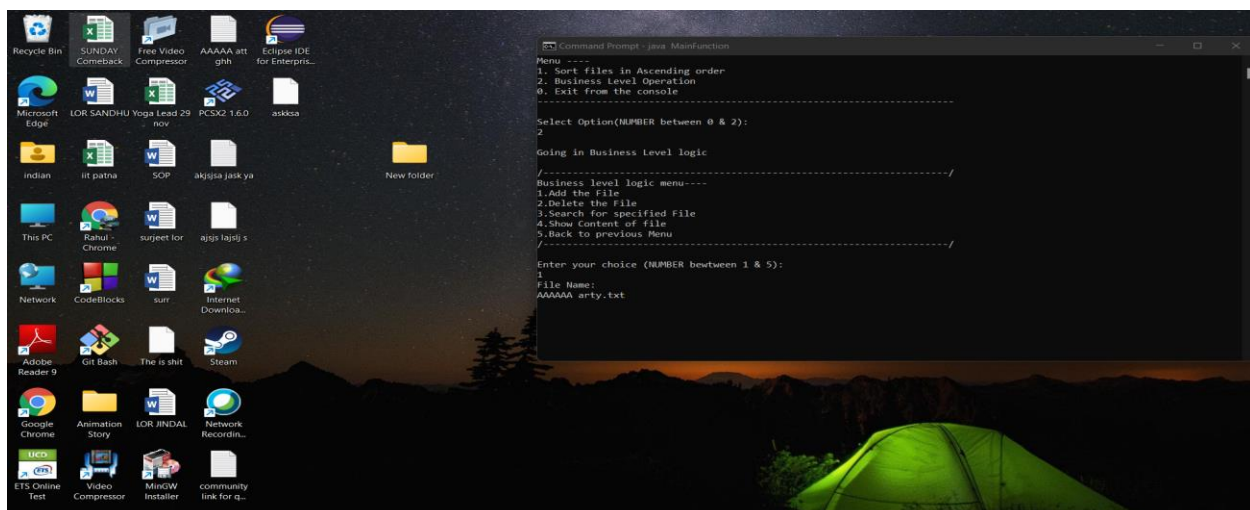 Recycle Bin
SUNDAY
Comeback
Free Video
Compressor
AAAAA att
ghh
Eclipse IDE
for Enterpris...
Microsoft
Edge
LOR SANDHU
Yoga Lead 29
nov
PCSX2 1.6.0
askksa
indian
iit patna
SOP
akjsjsa jask ya
New folder
This PC
Rahul -
Chrome
surjeet lor
ajsjs lajslj s
Network
CodeBlocks
surr
Internet
Downloa...
Adobe
Reader 9
Git Bash
The is shit
Steam
Google
Chrome
Animation
Story
LOR JINDAL
Network
Recordin...
UCD
ETS
ETS Online
Test
Video
Compressor
MinGW
Installer
community
link for q...
Command Prompt - java MainFunction
Menu ----
1. Sort files in Ascending order
2. Business Level Operation
0. Exit from the console
--------------------------------------------------------------------------------
Select Option(NUMBER between 0 & 2):
2
Going in Business Level logic
/------------------------------------------------------------------------------/
Business level logic menu----
1.Add the File
2.Delete the File
3.Search for specified File
4.Show Content of file
5.Back to previous Menu
/------------------------------------------------------------------------------/
Enter your choice (NUMBER bewtween 1 & 5):
1
File Name:
AAAAAA arty.txt